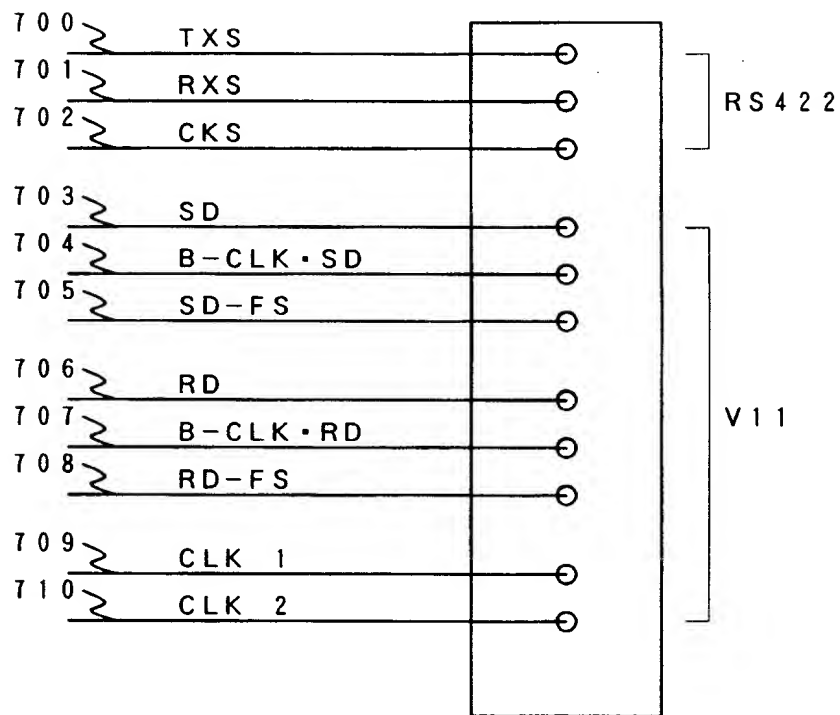 700 TXS
701 RXS
702 CKS
RS422
703 SD
704 B-CLK・SD
705 SD-FS
706 RD
707 B-CLK・RD
708 RD-FS
V11
709 CLK 1
710 CLK 2